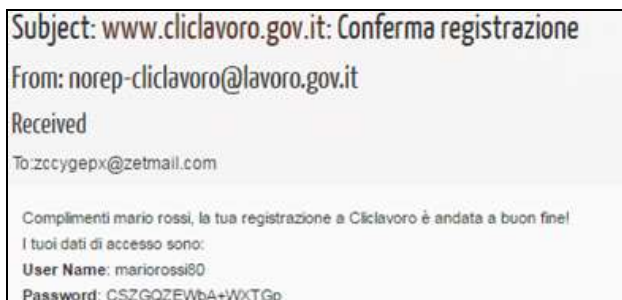 Subject: www.cliclavoro.gov.it: Conferma registrazione
From: norep-cliclavoro@lavoro.gov.it
Received
To:zccygepx@zetmail.com
Complimenti mario rossi, la tua registrazione a Cliclavoro è andata a buon fine!
I tuoi dati di accesso sono:
User Name: mariorossi80
Password: CSZGQZEWbA+WXTGp